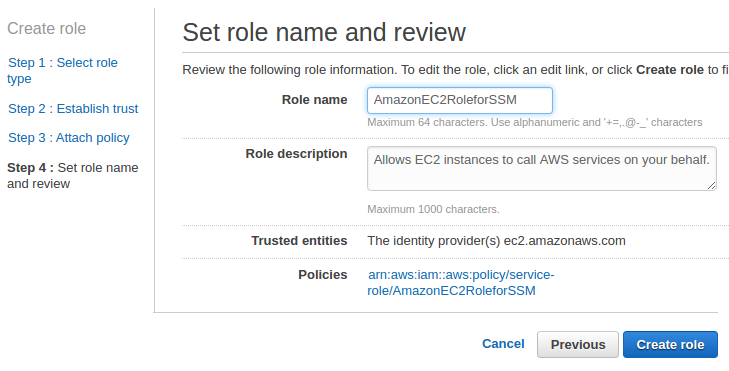 Create role
Step 1 : Select role
type
Step 2 : Establish trust
Step 3 : Attach policy
Step 4 : Set role name
and review
Set role name and review
Review the following role information. To edit the role, click an edit link, or click Create role to fi
Role name
AmazonEC2RoleforSSM
Maximum 64 characters. Use alphanumeric and '+=,.@-_' characters
Role description
Allows EC2 instances to call AWS services on your behalf.
Maximum 1000 characters.
Trusted entities
The identity provider(s) ec2.amazonaws.com
Policies
arn:aws:iam::aws:policy/service-
role/AmazonEC2RoleforSSM
Cancel
Previous
Create role